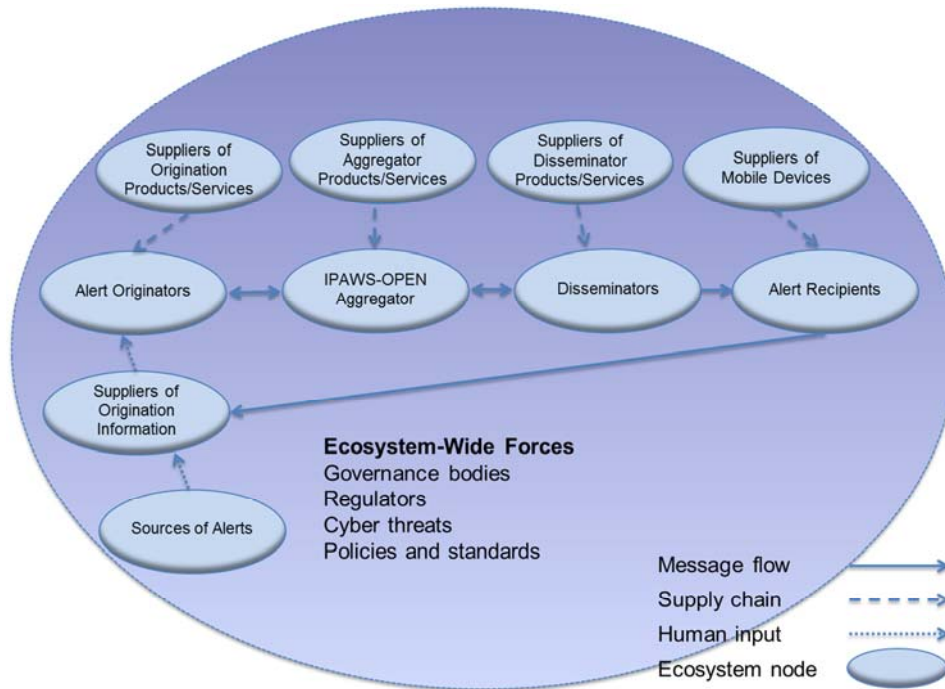 Suppliers of
Origination
Products/Services
Suppliers of
Aggregator
Products/Services
Suppliers of
Disseminator
Products/Services
Suppliers of
Mobile Devices
Alert Originators
IPAWS-OPEN
Aggregator
Disseminators
Alert Recipients
Suppliers of
Origination
Information
Sources of Alerts
Ecosystem-Wide Forces
Governance bodies
Regulators
Cyber threats
Policies and standards
Message flow
Supply chain
Human input
Ecosystem node